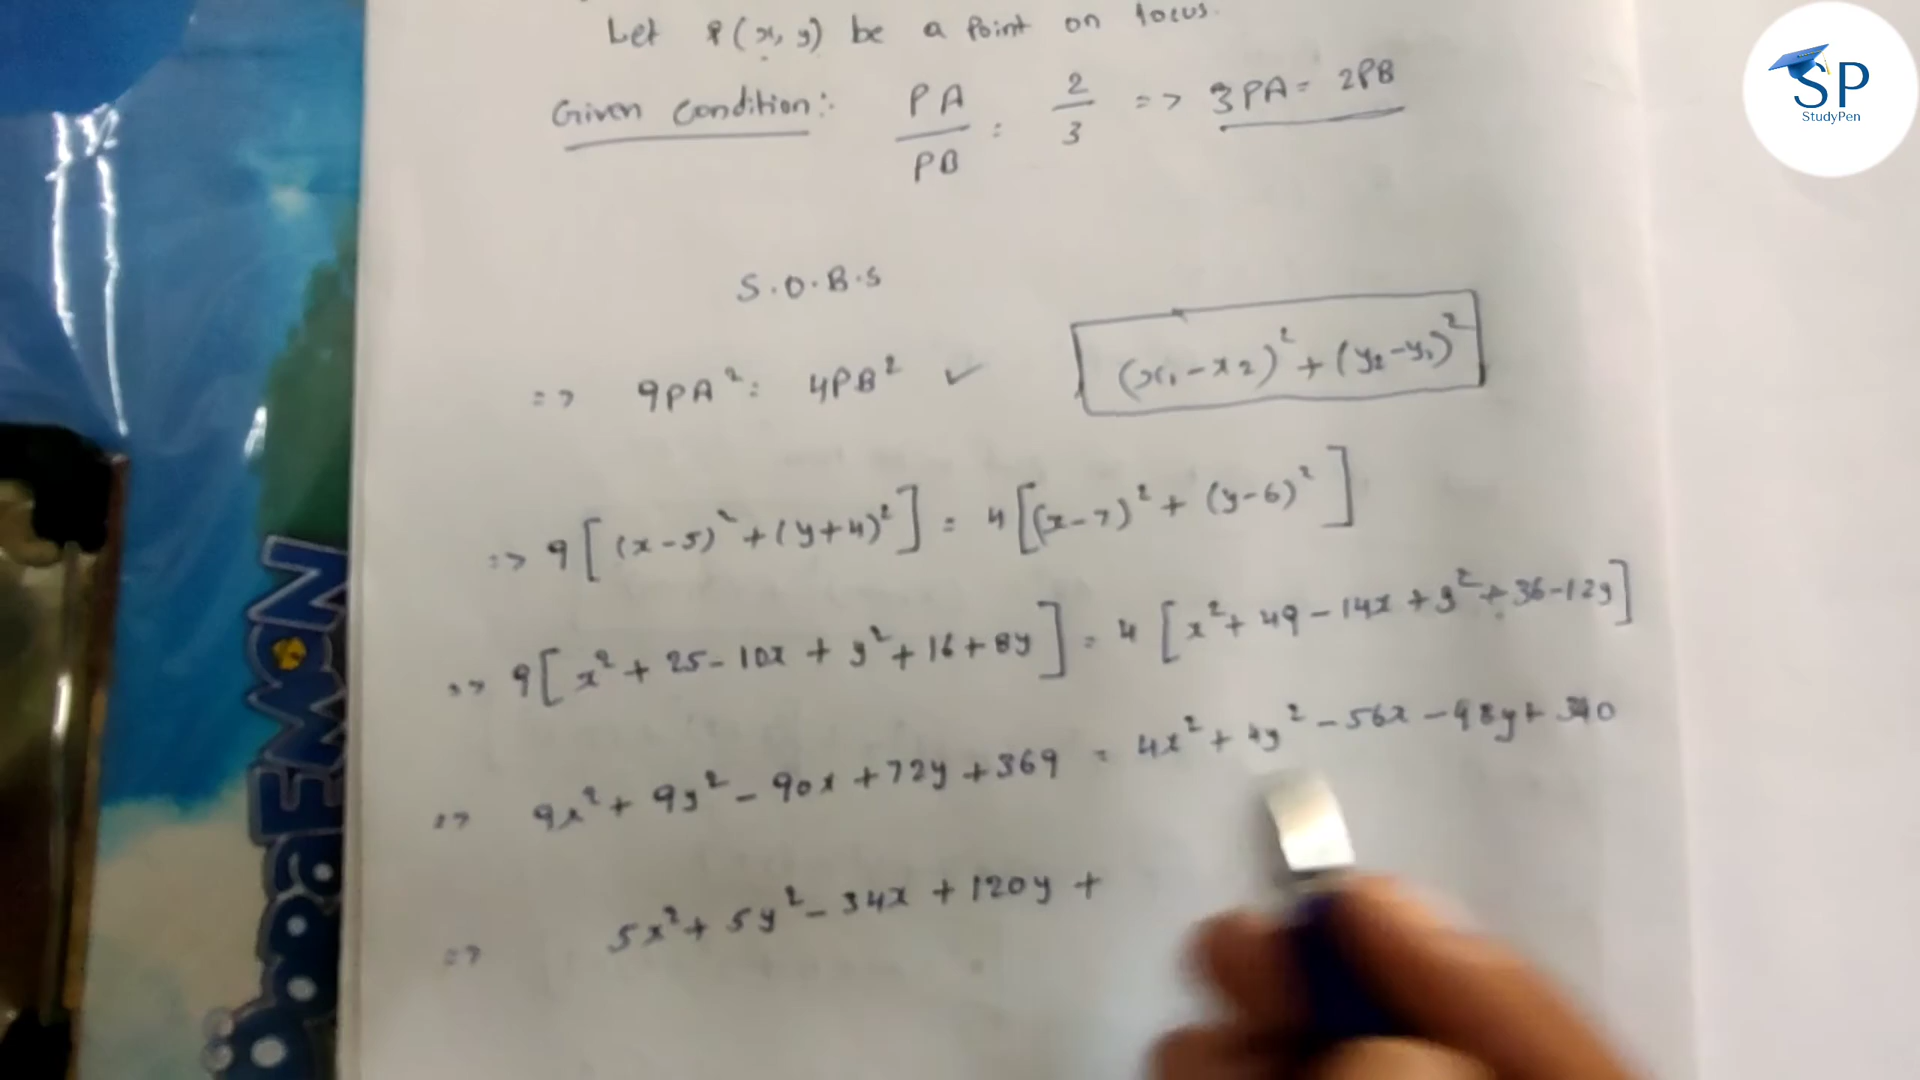 Let P(x, y) be a Point on locus.
SP
StudyPen
Given Condition:- PA/PB = 2/3 => 3PA = 2PB
S.O.B.S
=> 9PA² = 4PB² ✓ (x₁-x₂)² + (y₂-y₁)²
=> 9[(x-5)² + (y+4)²] = 4[(x-7)² + (y-6)²]
=> 9[x² + 25 - 10x + y² + 16 + 8y] = 4[x² + 49 - 14x + y² + 36 - 12y]
=> 9x² + 9y² - 90x + 72y + 369 = 4x² + 4y² - 56x - 48y + 340
=> 5x² + 5y² - 34x + 120y +
DORAEMON